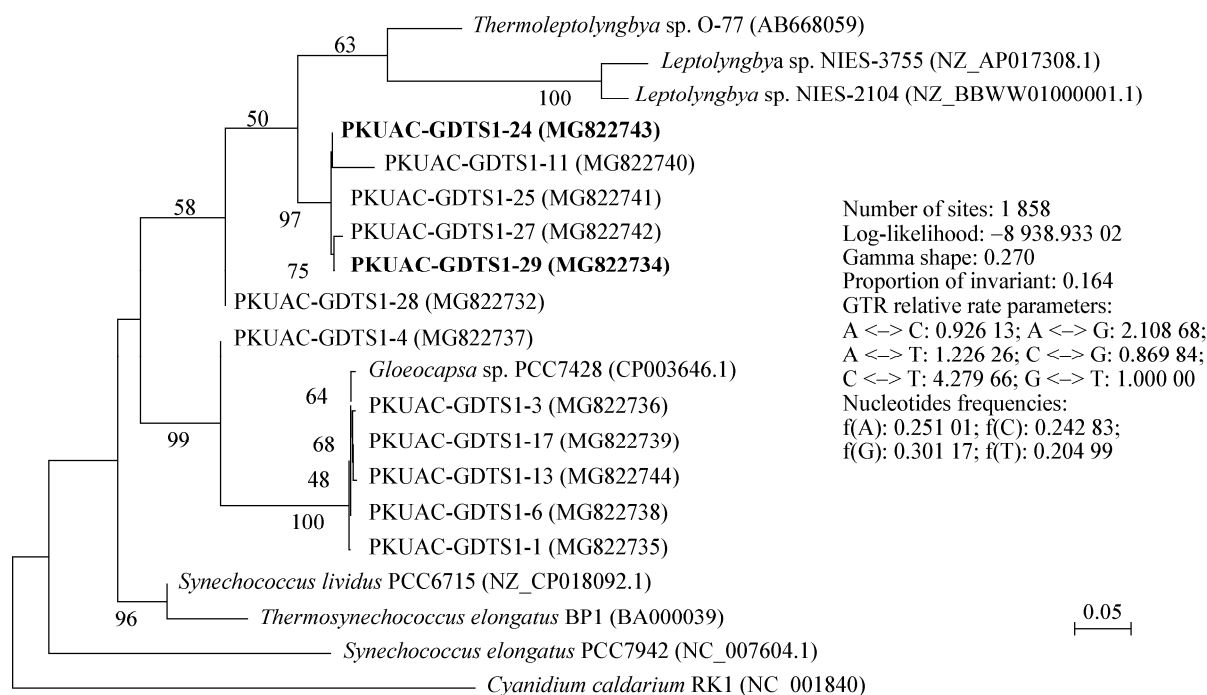 Thermoleptolyngbya sp. O-77 (AB668059)
63
Leptolyngbya sp. NIES-3755 (NZ_AP017308.1)
100
Leptolyngbya sp. NIES-2104 (NZ_BBWW01000001.1)
50
PKUAC-GDTS1-24 (MG822743)
PKUAC-GDTS1-11 (MG822740)
58
PKUAC-GDTS1-25 (MG822741)
97
PKUAC-GDTS1-27 (MG822742)
75
PKUAC-GDTS1-29 (MG822734)
PKUAC-GDTS1-28 (MG822732)
PKUAC-GDTS1-4 (MG822737)
Gloeocapsa sp. PCC7428 (CP003646.1)
64
PKUAC-GDTS1-3 (MG822736)
99
68
PKUAC-GDTS1-17 (MG822739)
48
PKUAC-GDTS1-13 (MG822744)
100
PKUAC-GDTS1-6 (MG822738)
PKUAC-GDTS1-1 (MG822735)
Synechococcus lividus PCC6715 (NZ_CP018092.1)
96
Thermosynechococcus elongatus BP1 (BA000039)
Synechococcus elongatus PCC7942 (NC_007604.1)
Cyanidium caldarium RK1 (NC_001840)
Number of sites: 1 858
Log-likelihood: –8 938.933 02
Gamma shape: 0.270
Proportion of invariant: 0.164
GTR relative rate parameters:
A <–> C: 0.926 13; A <–> G: 2.108 68;
A <–> T: 1.226 26; C <–> G: 0.869 84;
C <–> T: 4.279 66; G <–> T: 1.000 00
Nucleotides frequencies:
f(A): 0.251 01; f(C): 0.242 83;
f(G): 0.301 17; f(T): 0.204 99
0.05